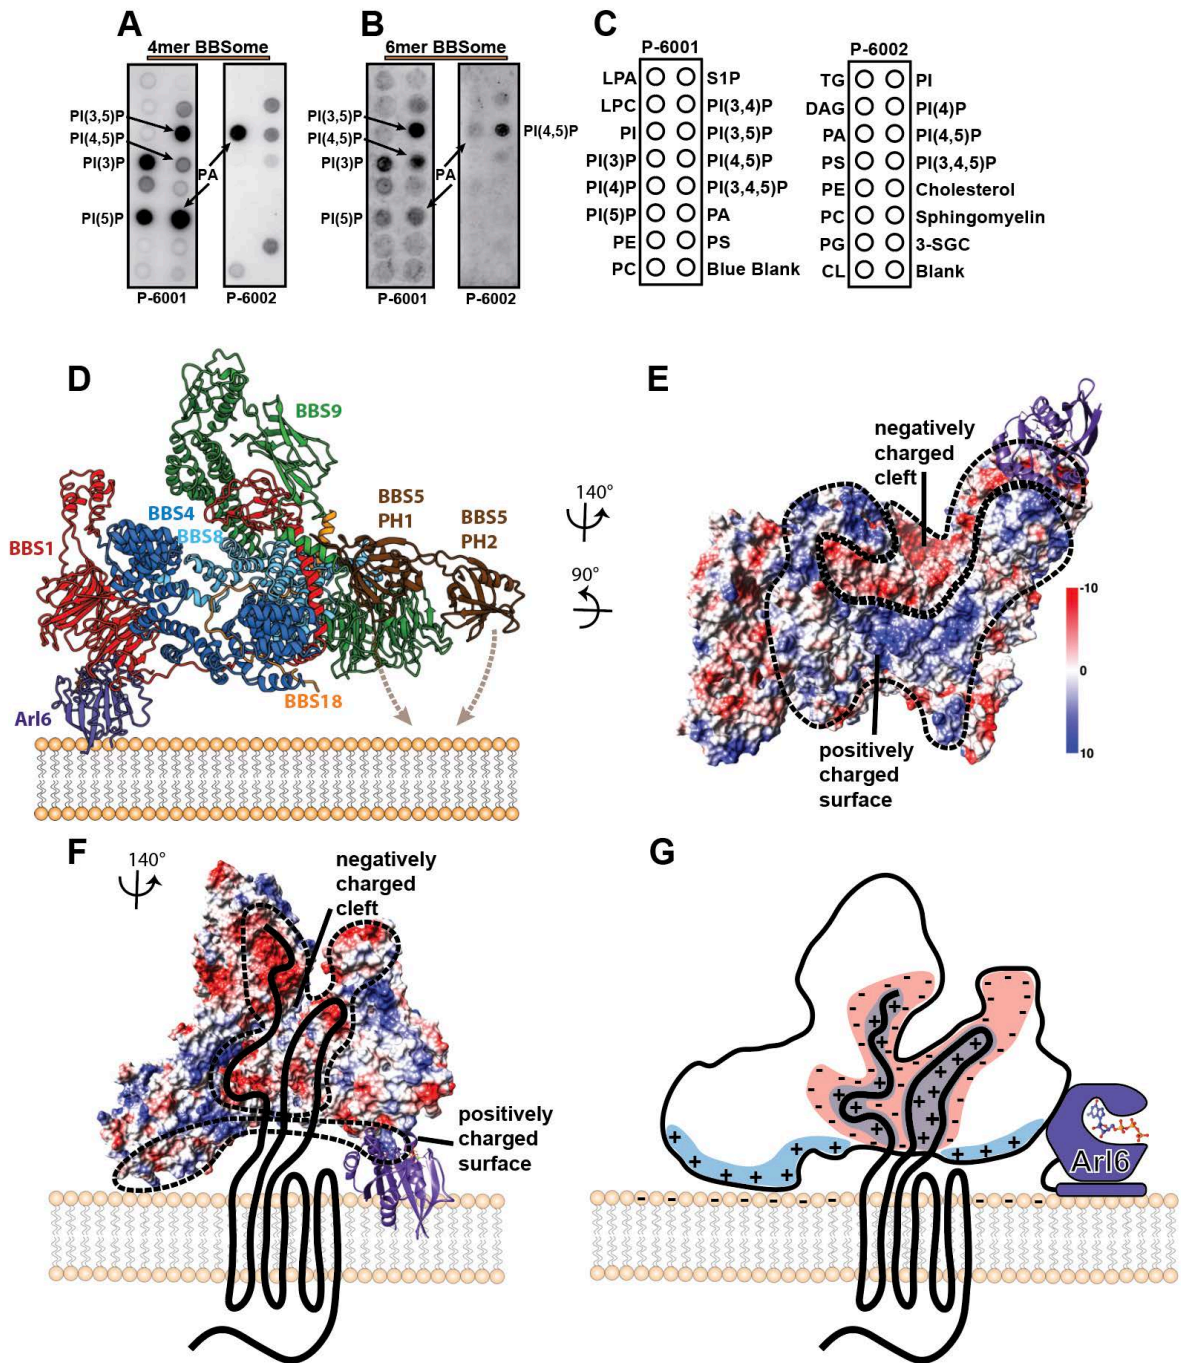 A
4mer BBSome
PI(3,5)P
PI(4,5)P
PI(3)P
PA
PI(5)P
P-6001
P-6002
B
6mer BBSome
PI(3,5)P
PI(4,5)P
PI(3)P
PA
PI(5)P
PI(4,5)P
P-6001
P-6002
C
P-6001
LPA S1P
LPC PI(3,4)P
PI PI(3,5)P
PI(3)P PI(4,5)P
PI(4)P PI(3,4,5)P
PI(5)P PA
PE PS
PC Blue Blank
P-6002
TG PI
DAG PI(4)P
PA PI(4,5)P
PS PI(3,4,5)P
PE Cholesterol
PC Sphingomyelin
PG 3-SGC
CL Blank
D
BBS9
BBS4
BBS8
BBS1
BBS5
PH1
BBS5
PH2
BBS18
Arl6
140°
90°
E
negatively
charged
cleft
positively
charged
surface
-10
0
10
F
140°
negatively
charged
cleft
positively
charged
surface
G
Arl6